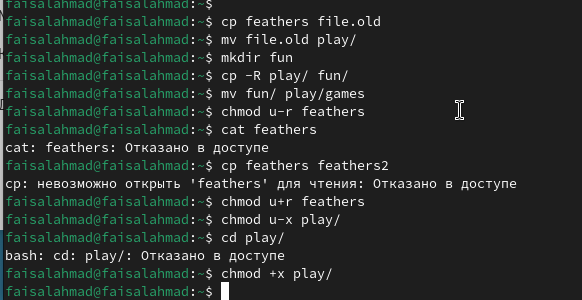 faisalahmad@faisalahmad:~$
faisalahmad@faisalahmad:~$ cp feathers file.old
faisalahmad@faisalahmad:~$ mv file.old play/
faisalahmad@faisalahmad:~$ mkdir fun
faisalahmad@faisalahmad:~$ cp -R play/ fun/
faisalahmad@faisalahmad:~$ mv fun/ play/games
faisalahmad@faisalahmad:~$ chmod u-r feathers
faisalahmad@faisalahmad:~$ cat feathers
cat: feathers: Отказано в доступе
faisalahmad@faisalahmad:~$ cp feathers feathers2
cp: невозможно открыть 'feathers' для чтения: Отказано в доступе
faisalahmad@faisalahmad:~$ chmod u+r feathers
faisalahmad@faisalahmad:~$ chmod u-x play/
faisalahmad@faisalahmad:~$ cd play/
bash: cd: play/: Отказано в доступе
faisalahmad@faisalahmad:~$ chmod +x play/
faisalahmad@faisalahmad:~$